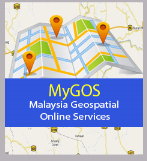 MyGOS
Malaysia Geospatial
Online Services